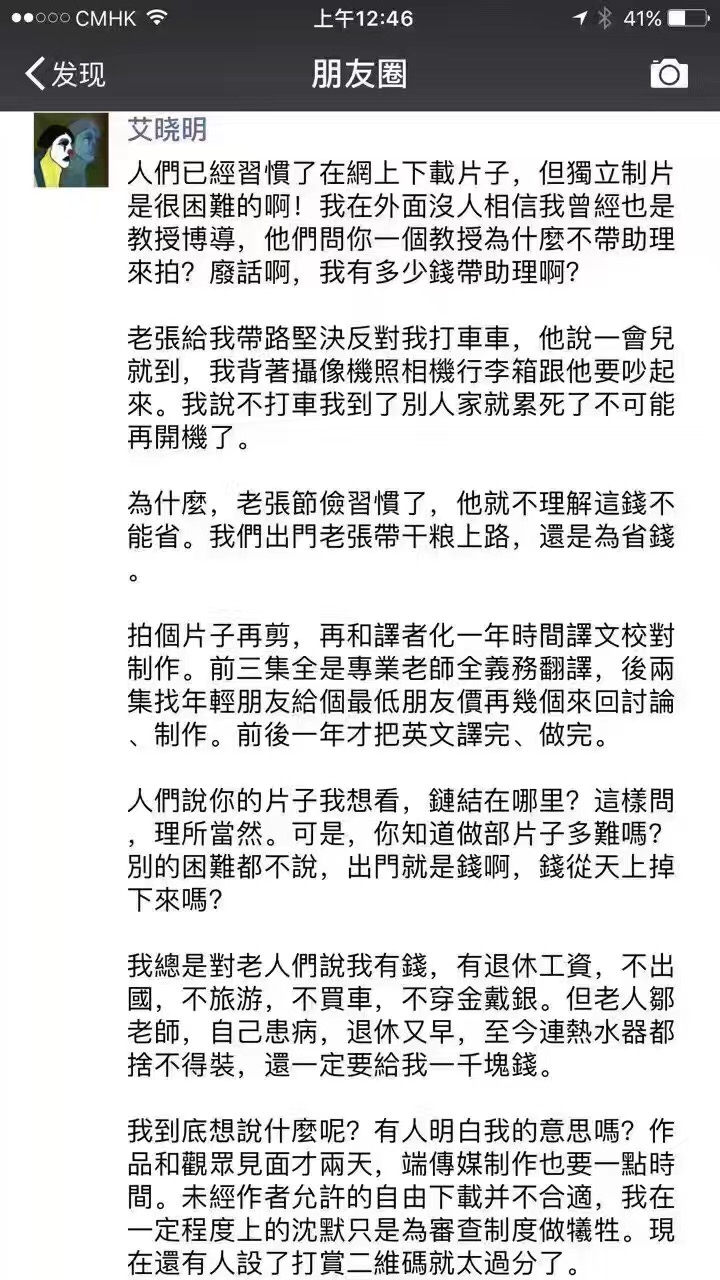 CMHK 上午12:46 41%
发现 朋友圈
艾晓明
人們已經習慣了在網上下載片子，但獨立制片
是很困難的啊！我在外面沒人相信我曾經也是
教授博導，他們問你一個教授為什麼不帶助理
來拍？廢話啊，我有多少錢帶助理啊？
老張給我帶路堅決反對我打車車，他說一會兒
就到，我背著攝像機照相機行李箱跟他要吵起
來。我說不打車我到了別人家就累死了不可能
再開機了。
為什麼，老張節儉習慣了，他就不理解這錢不
能省。我們出門老張帶干粮上路，還是為省錢
。
拍個片子再剪，再和譯者化一年時間譯文校對
制作。前三集全是專業老師全義務翻譯，後兩
集找年輕朋友給個最低朋友價再幾個來回討論
、制作。前後一年才把英文譯完、做完。
人們說你的片子我想看，鏈結在哪里？這樣問
，理所當然。可是，你知道做部片子多難嗎？
別的困難都不說，出門就是錢啊，錢從天上掉
下來嗎？
我總是對老人們說我有錢，有退休工資，不出
國，不旅游，不買車，不穿金戴銀。但老人鄒
老師，自己患病，退休又早，至今連熱水器都
捨不得裝，還一定要給我一千塊錢。
我到底想說什麼呢？有人明白我的意思嗎？作
品和觀眾見面才兩天，端傳媒制作也要一點時
間。未經作者允許的自由下載并不合適，我在
一定程度上的沈默只是為審查制度做犧牲。現
在還有人設了打賞二維碼就太過分了。